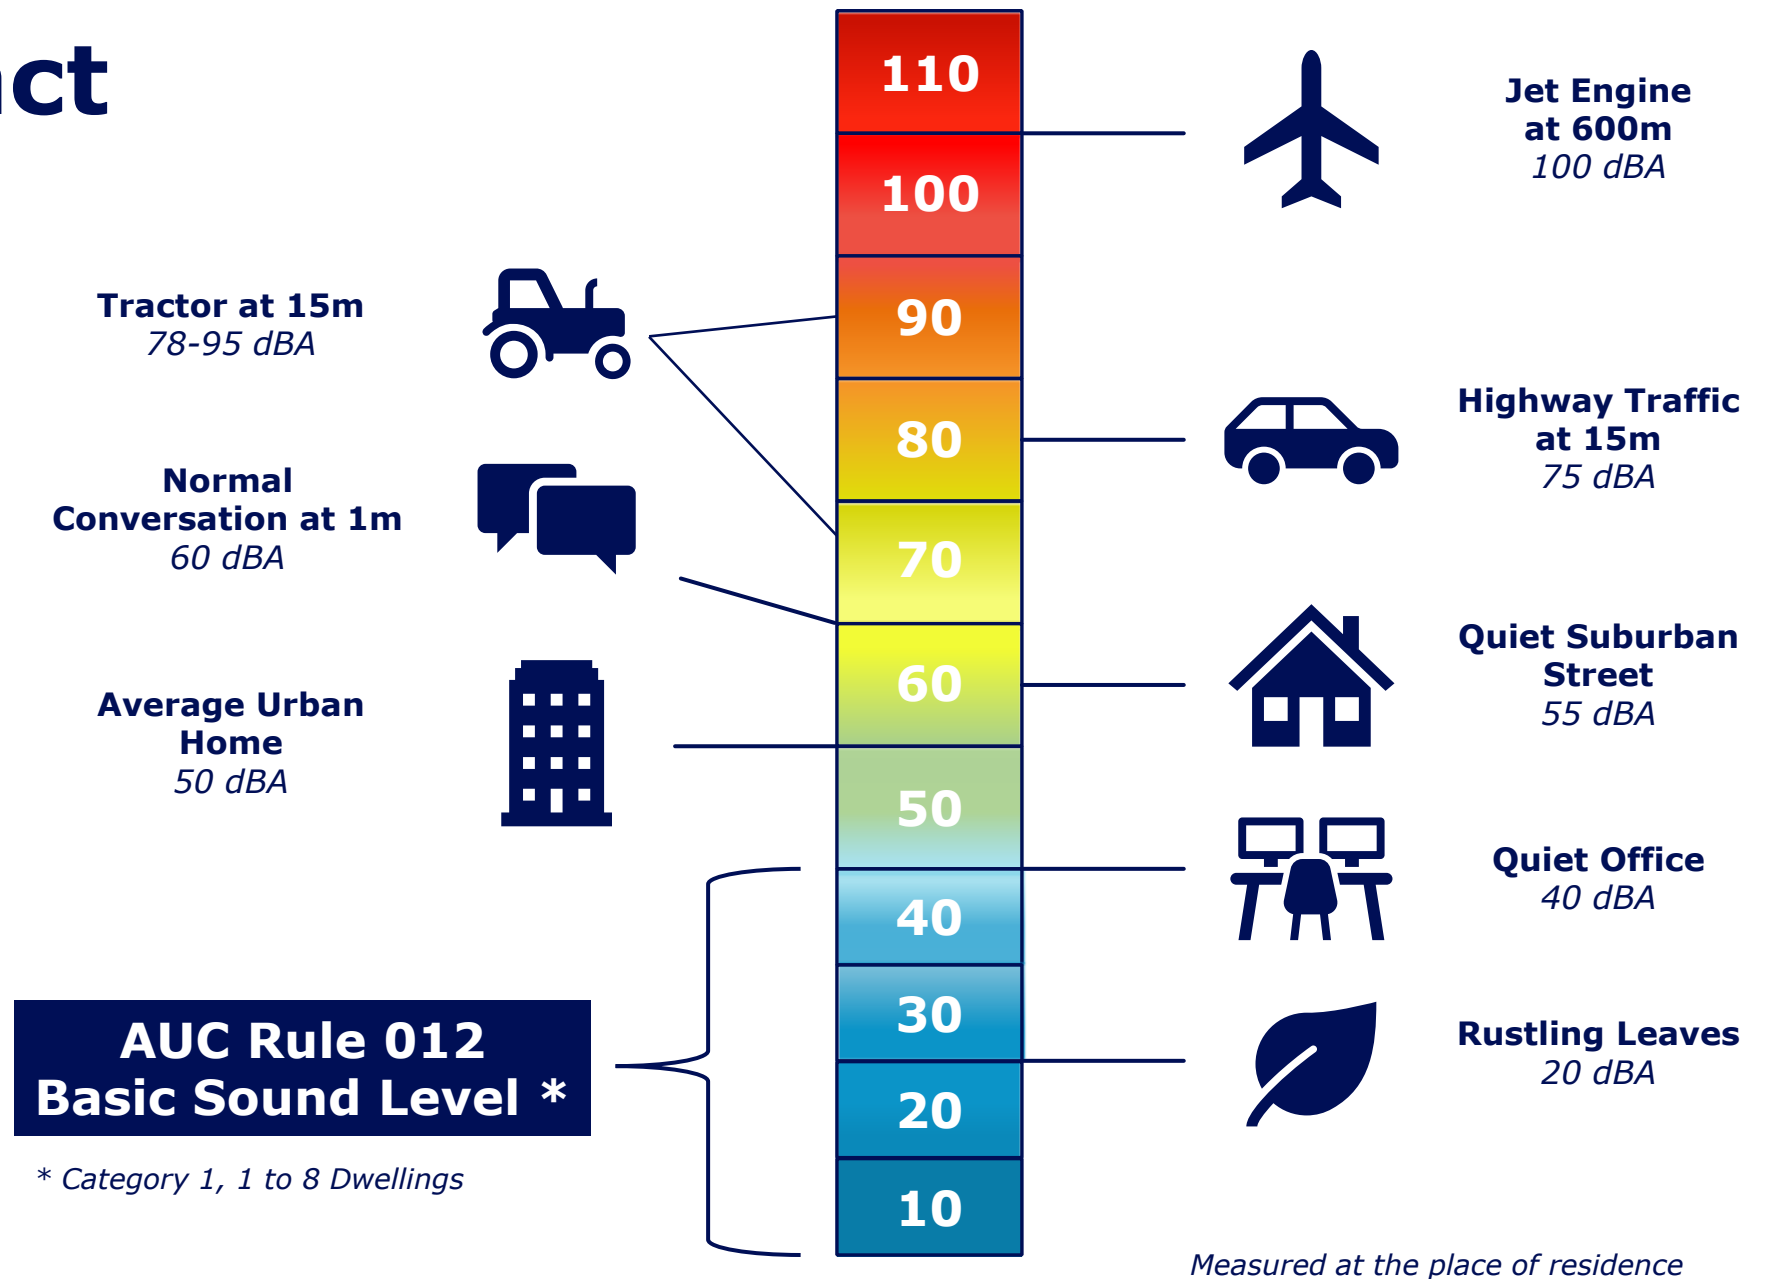 110
100
90
80
70
60
50
40
30
20
10
Tractor at 15m
78-95 dBA
Normal
Conversation at 1m
60 dBA
Average Urban
Home
50 dBA
AUC Rule 012
Basic Sound Level *
* Category 1, 1 to 8 Dwellings
Jet Engine
at 600m
100 dBA
Highway Traffic
at 15m
75 dBA
Quiet Suburban
Street
55 dBA
Quiet Office
40 dBA
Rustling Leaves
20 dBA
Measured at the place of residence